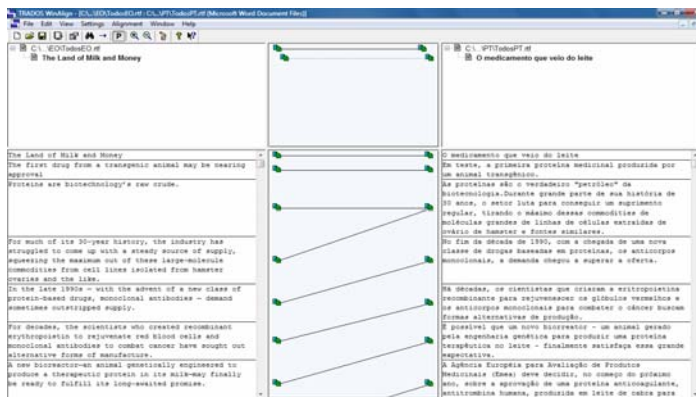 TRADOS WinAlign - [C:\...\EO\TodosEO.rtf - C:\...\PT\TodosPT.rtf (Microsoft Word Document Files)]
File Edit View Settings Alignment Window Help
C:\...\EO\TodosEO.rtf
The Land of Milk and Money
C:\...\PT\TodosPT.rtf
O medicamento que veio do leite
The Land of Milk and Money
The first drug from a transgenic animal may be nearing
approval
Proteins are biotechnology's raw crude.
For much of its 30-year history, the industry has
struggled to come up with a steady source of supply,
squeezing the maximum out of these large-molecule
commodities from cell lines isolated from hamster
ovaries and the like.
In the late 1990s — with the advent of a new class of
protein-based drugs, monoclonal antibodies — demand
sometimes outstripped supply.
For decades, the scientists who created recombinant
erythropoietin to rejuvenate red blood cells and
monoclonal antibodies to combat cancer have sought out
alternative forms of manufacture.
A new bioreactor—an animal genetically engineered to
produce a therapeutic protein in its milk—may finally
be ready to fulfill its long-awaited promise.
O medicamento que veio do leite
Em teste, a primeira proteína medicinal produzida por
um animal transgênico.
As proteínas são o verdadeiro "petróleo" da
biotecnologia.Durante grande parte de sua história de
30 anos, o setor luta para conseguir um suprimento
regular, tirando o máximo dessas commodities de
moléculas grandes de linhas de células extraídas de
ovário de hamster e fontes similares.
No fim da década de 1990, com a chegada de uma nova
classe de drogas baseadas em proteínas, os anticorpos
monoclonais, a demanda chegou a superar a oferta.
Há décadas, os cientistas que criaram a eritropoietina
recombinante para rejuvenescer os glóbulos vermelhos e
os anticorpos monoclonais para combater o câncer buscam
formas alternativas de produção.
É possível que um novo bioreator - um animal gerado
pela engenharia genética para produzir uma proteína
terapêutica no leite - finalmente satisfaça essa grande
expectativa.
A Agência Européia para Avaliação de Produtos
Medicinais (Emea) deve decidir, no começo do próximo
ano, sobre a aprovação de uma proteína anticoagulante,
antitrombina humana, produzida em leite de cabra para